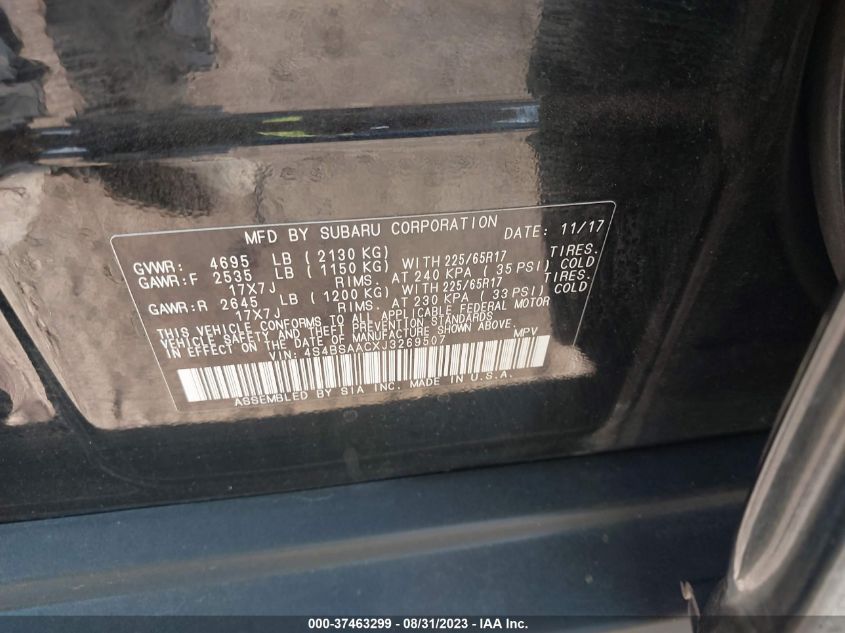 MFD BY SUBARU CORPORATION DATE: 11/17
GVWR: 4695 LB (2130 KG)
GAWR:F 2535 LB (1150 KG) WITH 225/65R17 TIRES.
17X7J RIMS. AT 240 KPA (35 PSI) COLD
GAWR:R 2645 LB (1200 KG) WITH 225/65R17 TIRES.
17X7J RIMS. AT 230 KPA (33 PSI) COLD
THIS VEHICLE CONFORMS TO ALL APPLICABLE FEDERAL MOTOR
VEHICLE SAFETY AND THEFT PREVENTION STANDARDS
IN EFFECT ON THE DATE OF MANUFACTURE SHOWN ABOVE.
VIN: 4S4BSAACXJ3269507 MPV
ASSEMBLED BY SIA INC. MADE IN U.S.A.
000-37463299 - 08/31/2023 - IAA Inc.